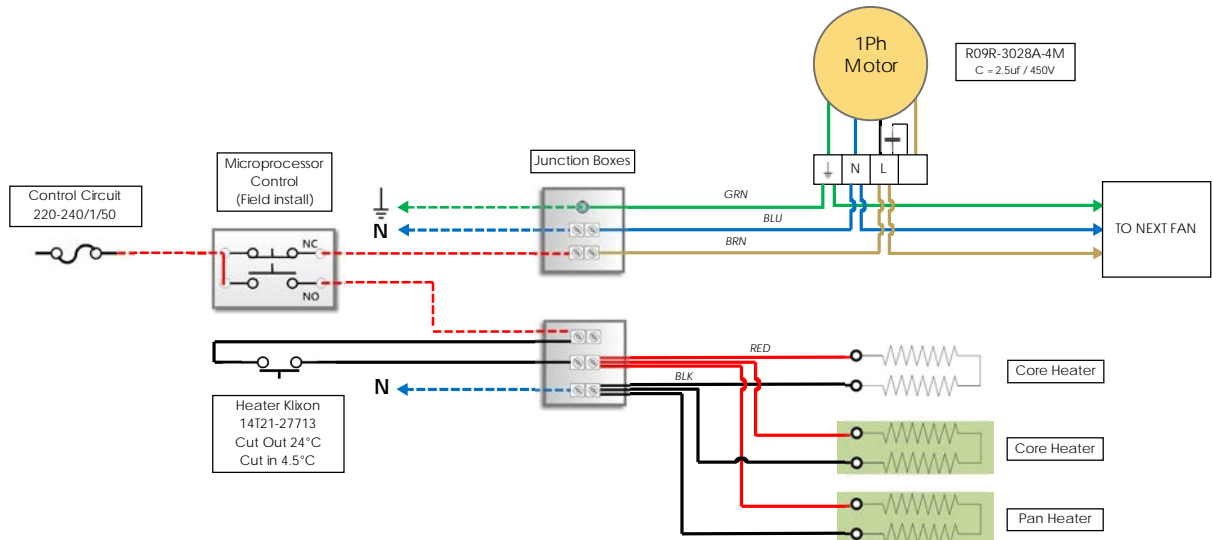 1Ph
Motor
R09R-3028A-4M
C = 2.5uf / 450V
Microprocessor
Control
(Field install)
Junction Boxes
N
L
Control Circuit
220-240/1/50
GRN
N
BLU
TO NEXT FAN
NC
BRN
NO
RED
Core Heater
N
BLK
Heater Klixon
14T21-27713
Cut Out 24°C
Cut in 4.5°C
Core Heater
Pan Heater